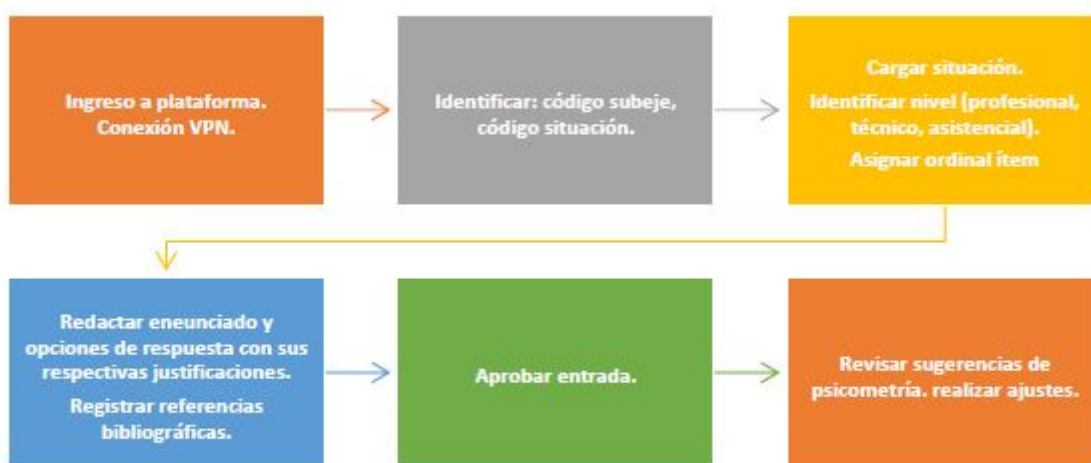 Ingreso a plataforma.
Conexión VPN.
Identificar: código subeje,
código situación.
Cargar situación.
Identificar nivel (profesional,
técnico, asistencial).
Asignar ordinal ítem
Redactar eneunciado y
opciones de respuesta con sus
respectivas justificaciones.
Registrar referencias
bibliográficas.
Aprobar entrada.
Revisar sugerencias de
psicometría. realizar ajustes.